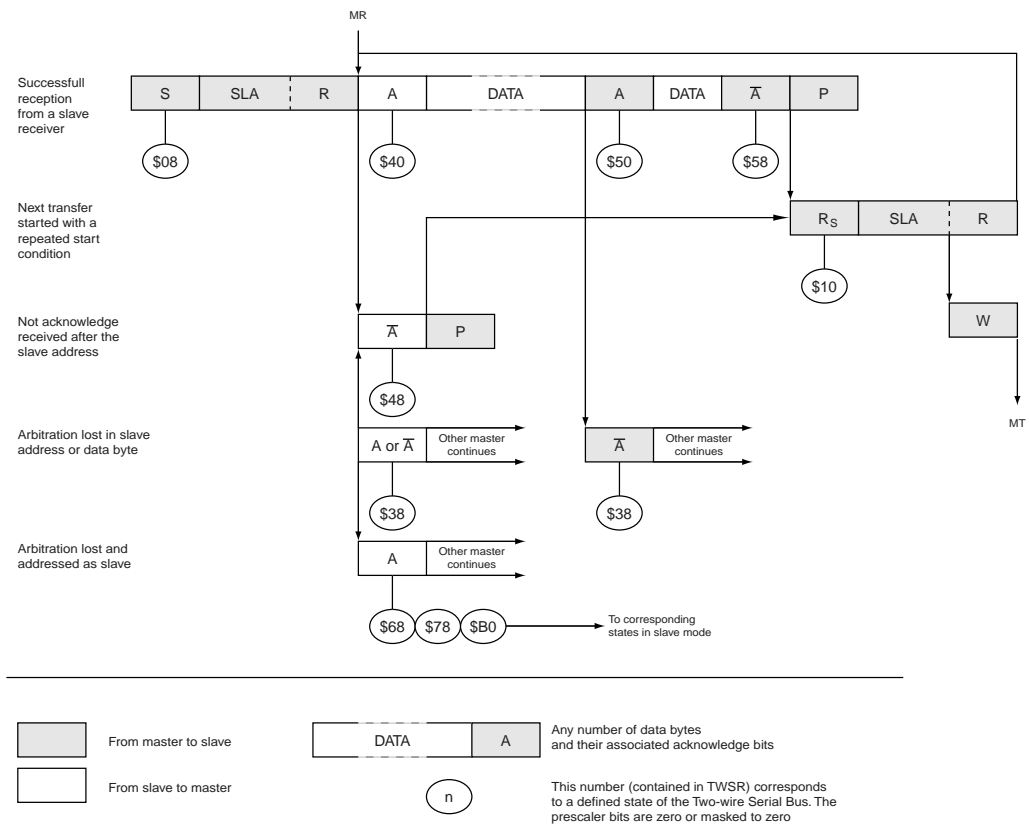 MR
Successfull
reception
from a slave
receiver
S SLA R A DATA A DATA A̅ P
$08 $40 $50 $58
Next transfer
started with a
repeated start
condition
RS SLA R
$10
Not acknowledge
received after the
slave address
A̅ P
W
$48
MT
Arbitration lost in slave
address or data byte
A or A̅
Other master
continues
A̅
Other master
continues
$38 $38
Arbitration lost and
addressed as slave
A
Other master
continues
$68 $78 $B0
To corresponding
states in slave mode
From master to slave
DATA A
Any number of data bytes
and their associated acknowledge bits
From slave to master
n
This number (contained in TWSR) corresponds
to a defined state of the Two-wire Serial Bus. The
prescaler bits are zero or masked to zero